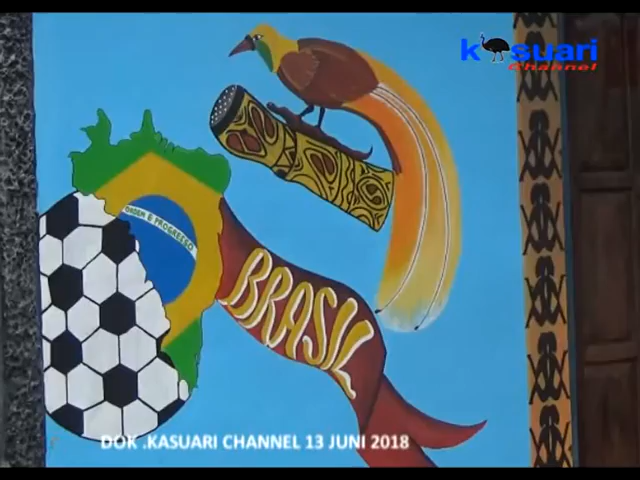 kasuari
Channel
ORDEM E PROGRESSO
BRASIL
DOK .KASUARI CHANNEL 13 JUNI 2018